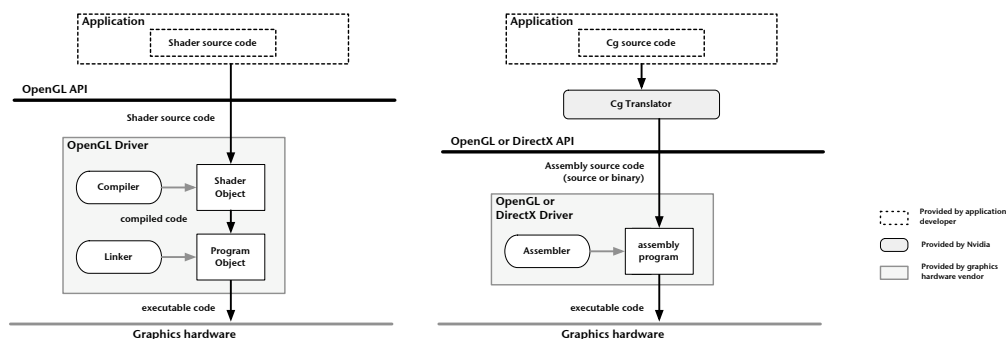 Application
Shader source code
OpenGL API
Shader source code
OpenGL Driver
Compiler
Shader
Object
compiled code
Linker
Program
Object
executable code
Graphics hardware
Application
Cg source code
Cg Translator
OpenGL or DirectX API
Assembly source code
(source or binary)
OpenGL or
DirectX Driver
Assembler
assembly
program
executable code
Graphics hardware
Provided by application
developer
Provided by Nvidia
Provided by graphics
hardware vendor